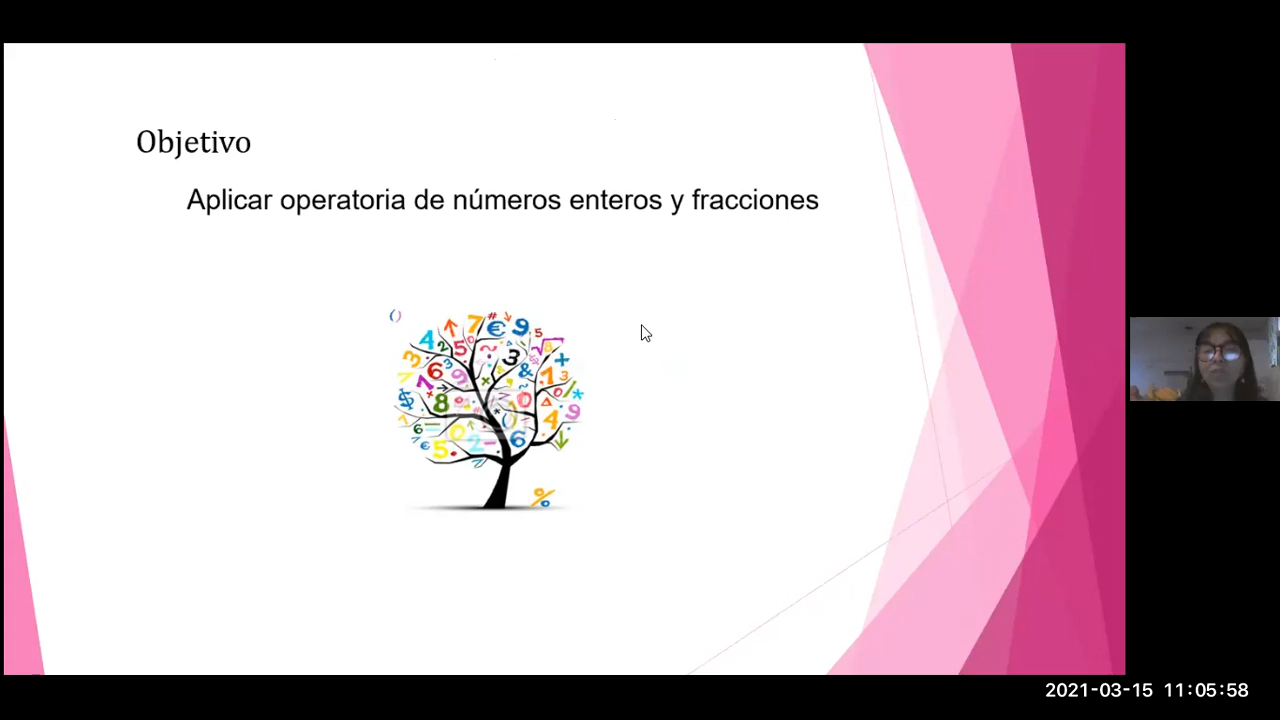 Objetivo
Aplicar operatoria de números enteros y fracciones
2021-03-15 11:05:58